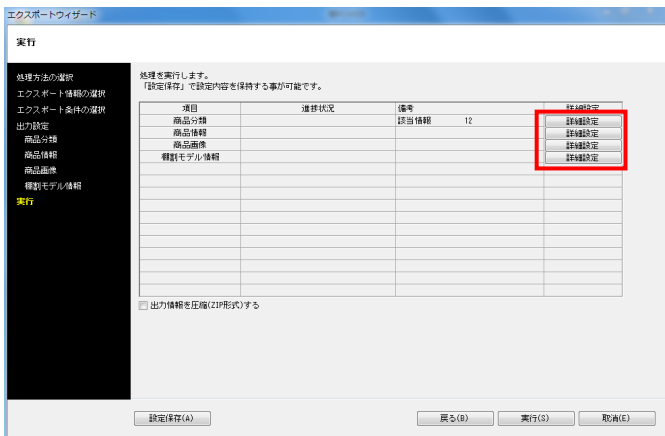 エクスポートウィザード
実行
処理方法の選択
エクスポート情報の選択
エクスポート条件の選択
出力設定
商品分類
商品情報
商品画像
棚割モデル情報
実行
処理を実行します。
「設定保存」で設定内容を保持する事が可能です。
項目 進捗状況 備考 詳細設定
商品分類 該当情報 12 詳細設定
商品情報 詳細設定
商品画像 詳細設定
棚割モデル情報 詳細設定
出力情報を圧縮(ZIP形式)する
設定保存(A) 戻る(B) 実行(S) 取消(E)